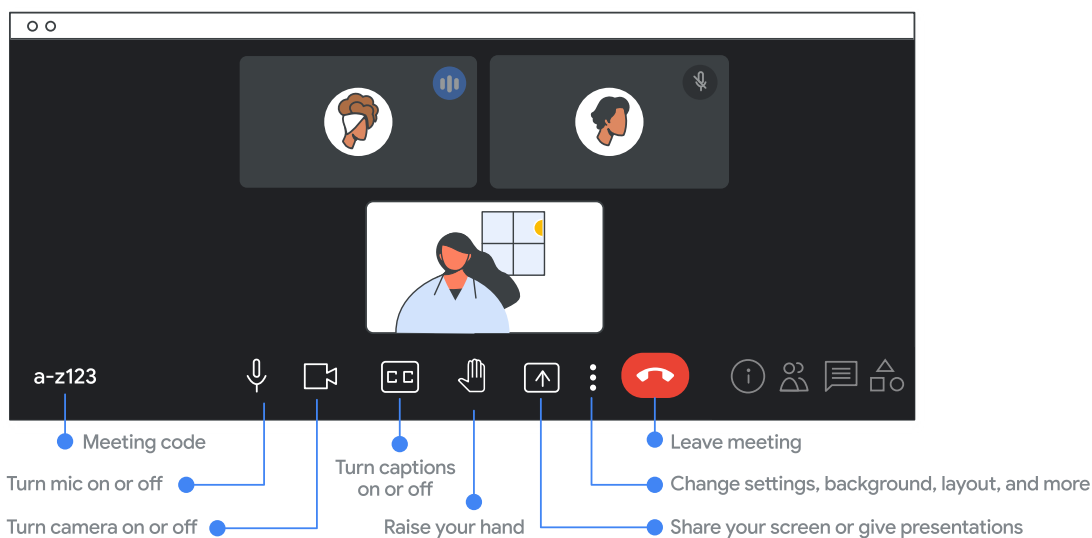 a-z123
CC
Meeting code
Leave meeting
Turn captions
on or off
Turn mic on or off
Change settings, background, layout, and more
Turn camera on or off
Raise your hand
Share your screen or give presentations